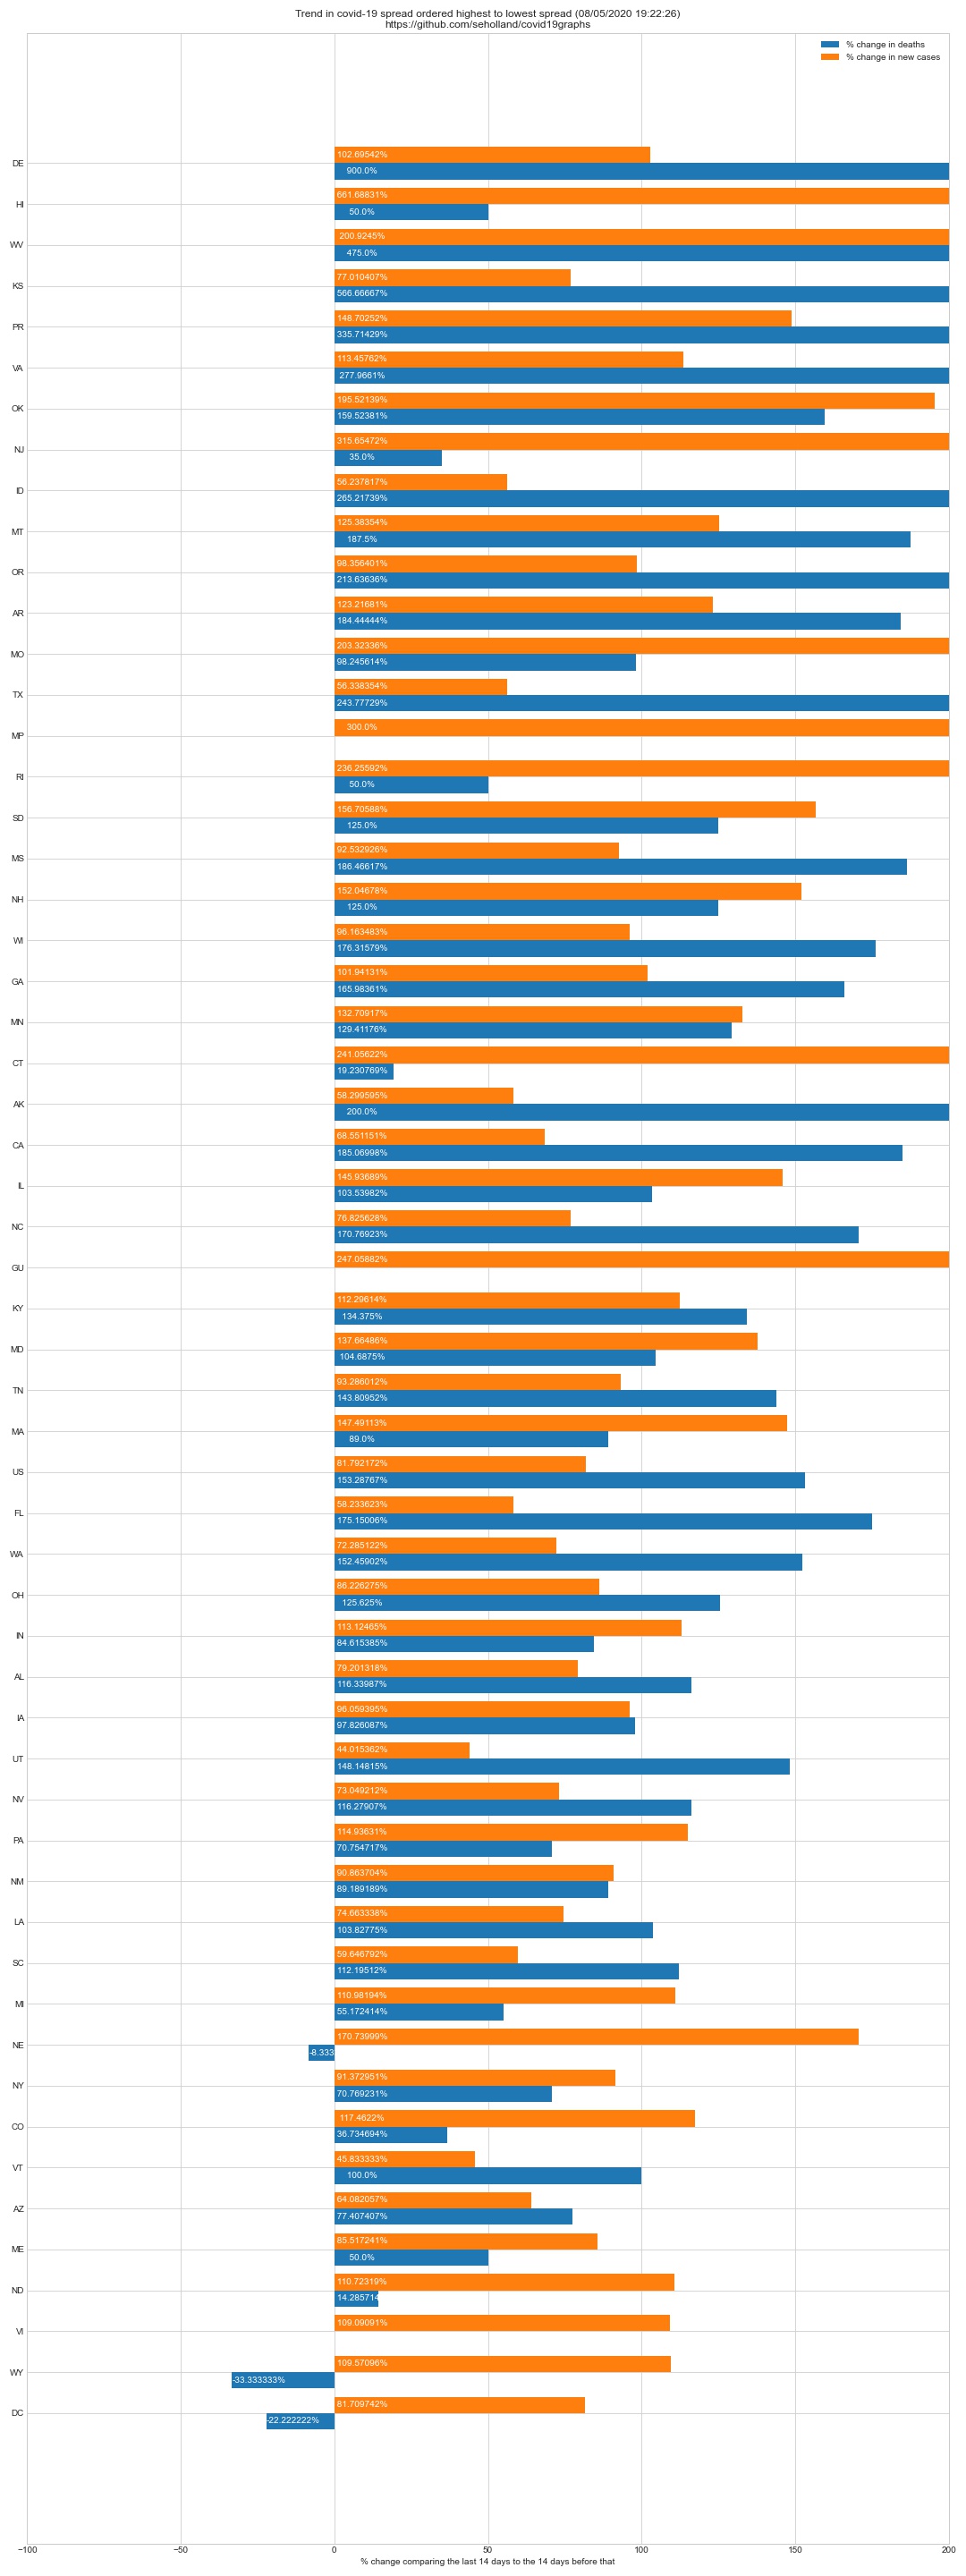 Trend in covid-19 spread ordered highest to lowest spread (08/05/2020 19:22:26)
https://github.com/seholland/covid19graphs
% change in deaths
% change in new cases
102.69542%
DE
900.0%
661.68831%
HI
50.0%
200.9245%
WV
475.0%
77.010407%
KS
566.66667%
148.70252%
PR
335.71429%
113.45762%
VA
277.9661%
195.52139%
OK
159.52381%
315.65472%
NJ
35.0%
56.237817%
ID
265.21739%
125.38354%
MT
187.5%
98.356401%
OR
213.63636%
123.21681%
AR
184.44444%
203.32336%
MO
98.245614%
56.338354%
TX
243.77729%
300.0%
MP
236.25592%
RI
50.0%
156.70588%
SD
125.0%
92.532926%
MS
186.46617%
152.04678%
NH
125.0%
96.163483%
WI
176.31579%
101.94131%
GA
165.98361%
132.70917%
MN
129.41176%
241.05622%
CT
19.230769%
58.299595%
AK
200.0%
68.551151%
CA
185.06998%
145.93689%
IL
103.53982%
76.825628%
NC
170.76923%
247.05882%
GU
112.29614%
KY
134.375%
137.66486%
MD
104.6875%
93.286012%
TN
143.80952%
147.49113%
MA
89.0%
81.792172%
US
153.28767%
58.233623%
FL
175.15006%
72.285122%
WA
152.45902%
86.226275%
OH
125.625%
113.12465%
IN
84.615385%
79.201318%
AL
116.33987%
96.059395%
IA
97.826087%
44.015362%
UT
148.14815%
73.049212%
NV
116.27907%
114.93631%
PA
70.754717%
90.863704%
NM
89.189189%
74.663338%
LA
103.82775%
59.646792%
SC
112.19512%
110.98194%
MI
55.172414%
170.73999%
NE
-8.333
91.372951%
NY
70.769231%
117.4622%
CO
36.734694%
45.833333%
VT
100.0%
64.082057%
AZ
77.407407%
85.517241%
ME
50.0%
110.72319%
ND
14.285714
109.09091%
VI
109.57096%
WY
-33.333333%
81.709742%
DC
-22.222222%
−100 −50 0 50 100 150 200
% change comparing the last 14 days to the 14 days before that